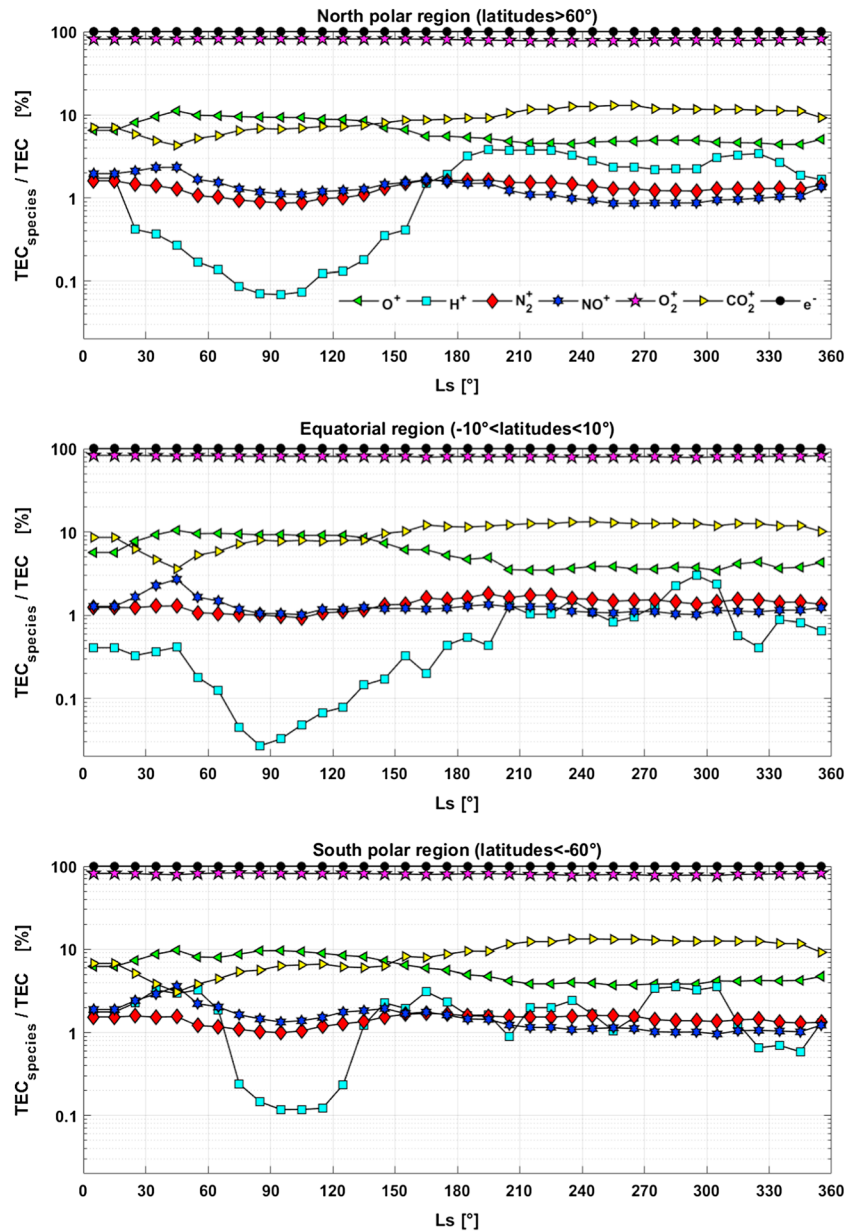 North polar region (latitudes>60°)
100
10
1
0.1
TEC_species / TEC [%]
O⁺ H⁺ N₂⁺ NO⁺ O₂⁺ CO₂⁺ e⁻
0 30 60 90 120 150 180 210 240 270 300 330 360
Ls [°]
Equatorial region (-10°<latitudes<10°)
100
10
1
0.1
TEC_species / TEC [%]
0 30 60 90 120 150 180 210 240 270 300 330 360
Ls [°]
South polar region (latitudes<-60°)
100
10
1
0.1
TEC_species / TEC [%]
0 30 60 90 120 150 180 210 240 270 300 330 360
Ls [°]